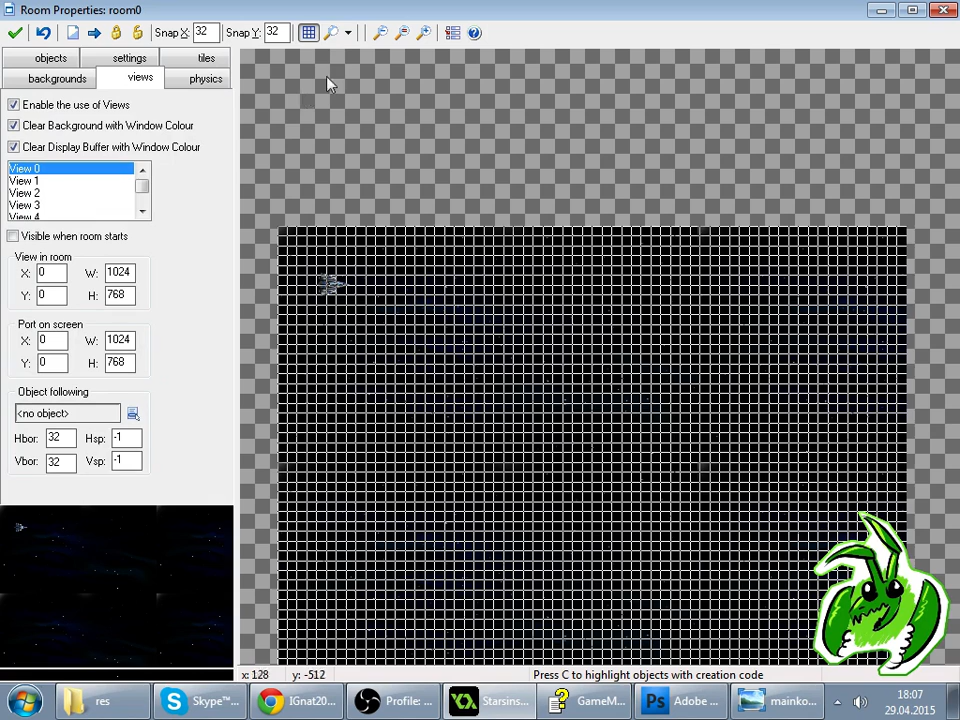 Room Properties: room0
Snap X: 32 Snap Y: 32
objects settings tiles
backgrounds views physics
Enable the use of Views
Clear Background with Window Colour
Clear Display Buffer with Window Colour
View 0
View 1
View 2
View 3
View 4
Visible when room starts
View in room
X: 0 W: 1024
Y: 0 H: 768
Port on screen
X: 0 W: 1024
Y: 0 H: 768
Object following
<no object>
Hbor: 32 Hsp: -1
Vbor: 32 Vsp: -1
x: 128 y: -512 Press C to highlight objects with creation code
res Skype™... IGnat20... Profile: ... Starsins... GameM... Adobe ... mainko...
18:07
29.04.2015